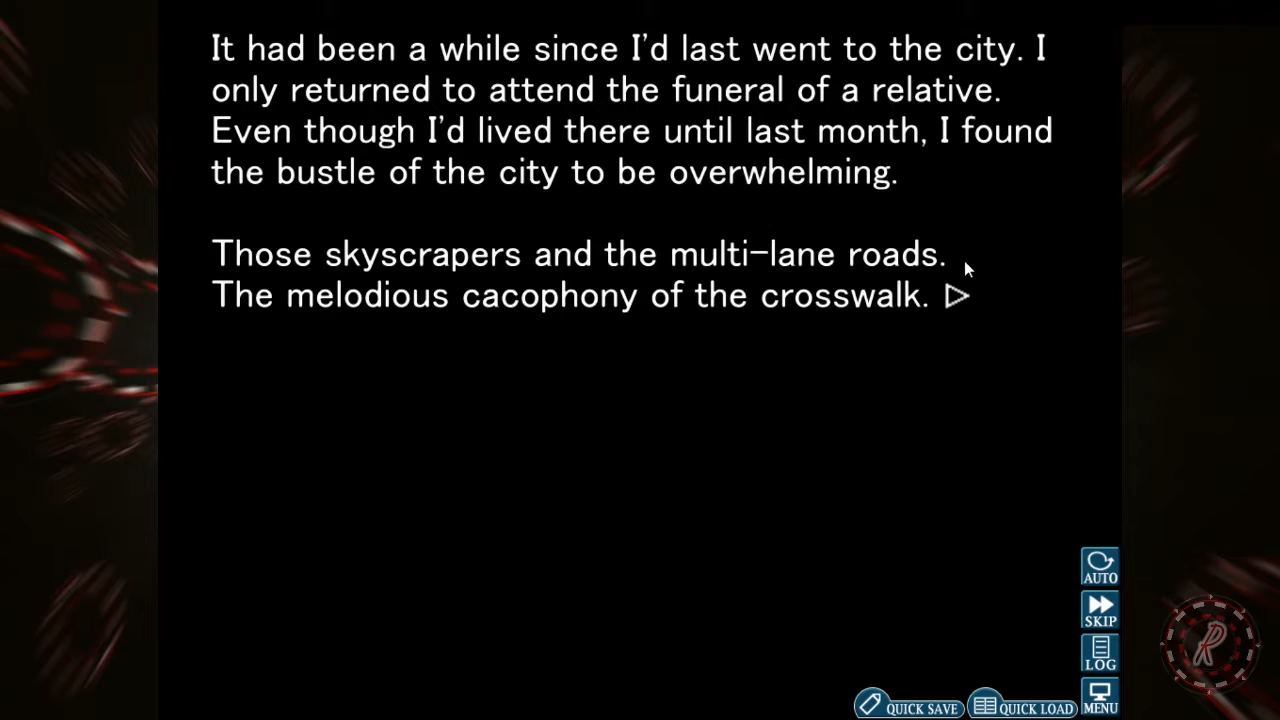 It had been a while since I'd last went to the city. I
only returned to attend the funeral of a relative.
Even though I'd lived there until last month, I found
the bustle of the city to be overwhelming.
Those skyscrapers and the multi-lane roads.
The melodious cacophony of the crosswalk.
AUTO
SKIP
LOG
MENU
QUICK SAVE
QUICK LOAD
R